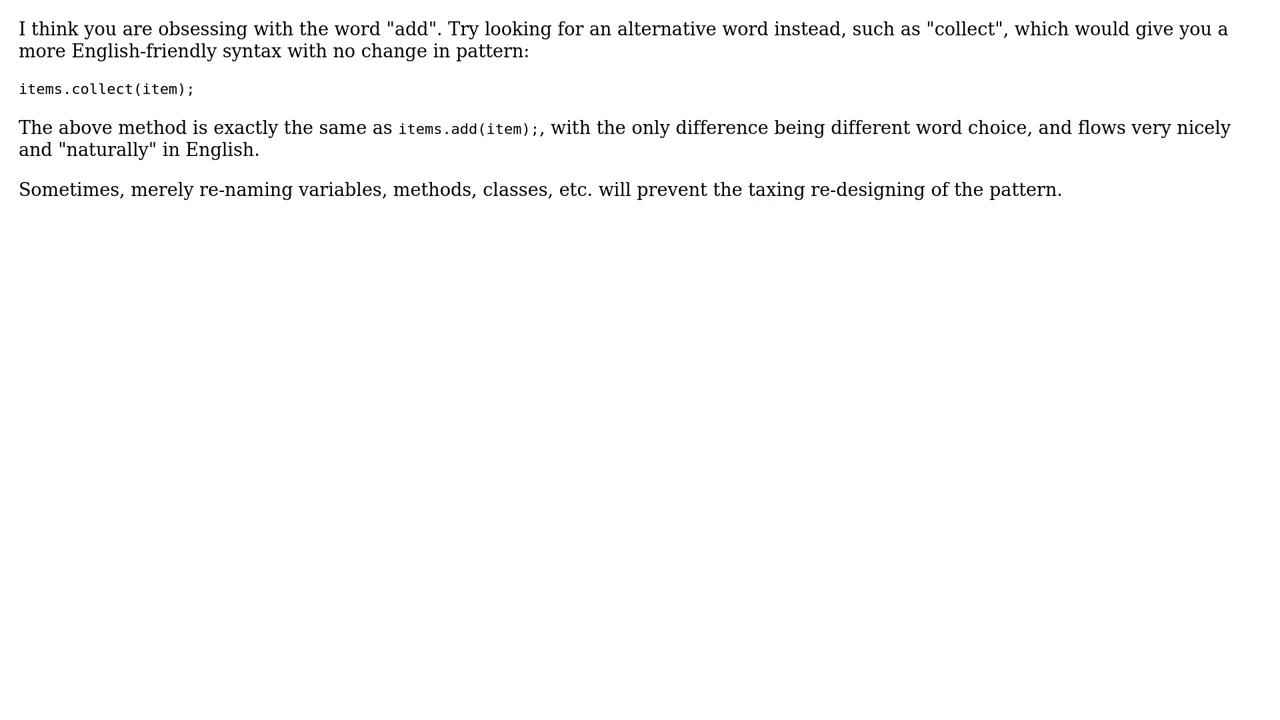 I think you are obsessing with the word "add". Try looking for an alternative word instead, such as "collect", which would give you a
more English-friendly syntax with no change in pattern:
items.collect(item);
The above method is exactly the same as items.add(item);, with the only difference being different word choice, and flows very nicely
and "naturally" in English.
Sometimes, merely re-naming variables, methods, classes, etc. will prevent the taxing re-designing of the pattern.